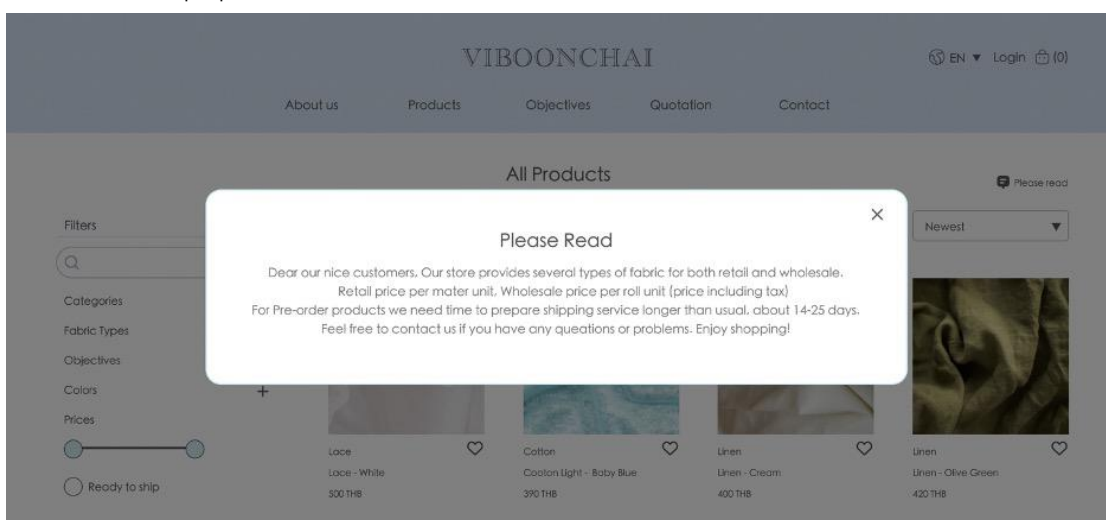 VIBOONCHAI
EN ▼ Login (0)
About us Products Objectives Quotation Contact
All Products
Please read
Filters
Newest ▼
Please Read
Dear our nice customers. Our store provides several types of fabric for both retail and wholesale.
Retail price per mater unit. Wholesale price per roll unit (price including tax)
For Pre-order products we need time to prepare shipping service longer than usual. about 14-25 days.
Feel free to contact us if you have any queations or problems. Enjoy shopping!
Categories
Fabric Types
Objectives
Colors +
Prices
Ready to ship
Lace
Lace - White
500 THB
Cotton
Cooton Light - Baby Blue
390 THB
Linen
Linen - Cream
400 THB
Linen
Linen - Olive Green
420 THB